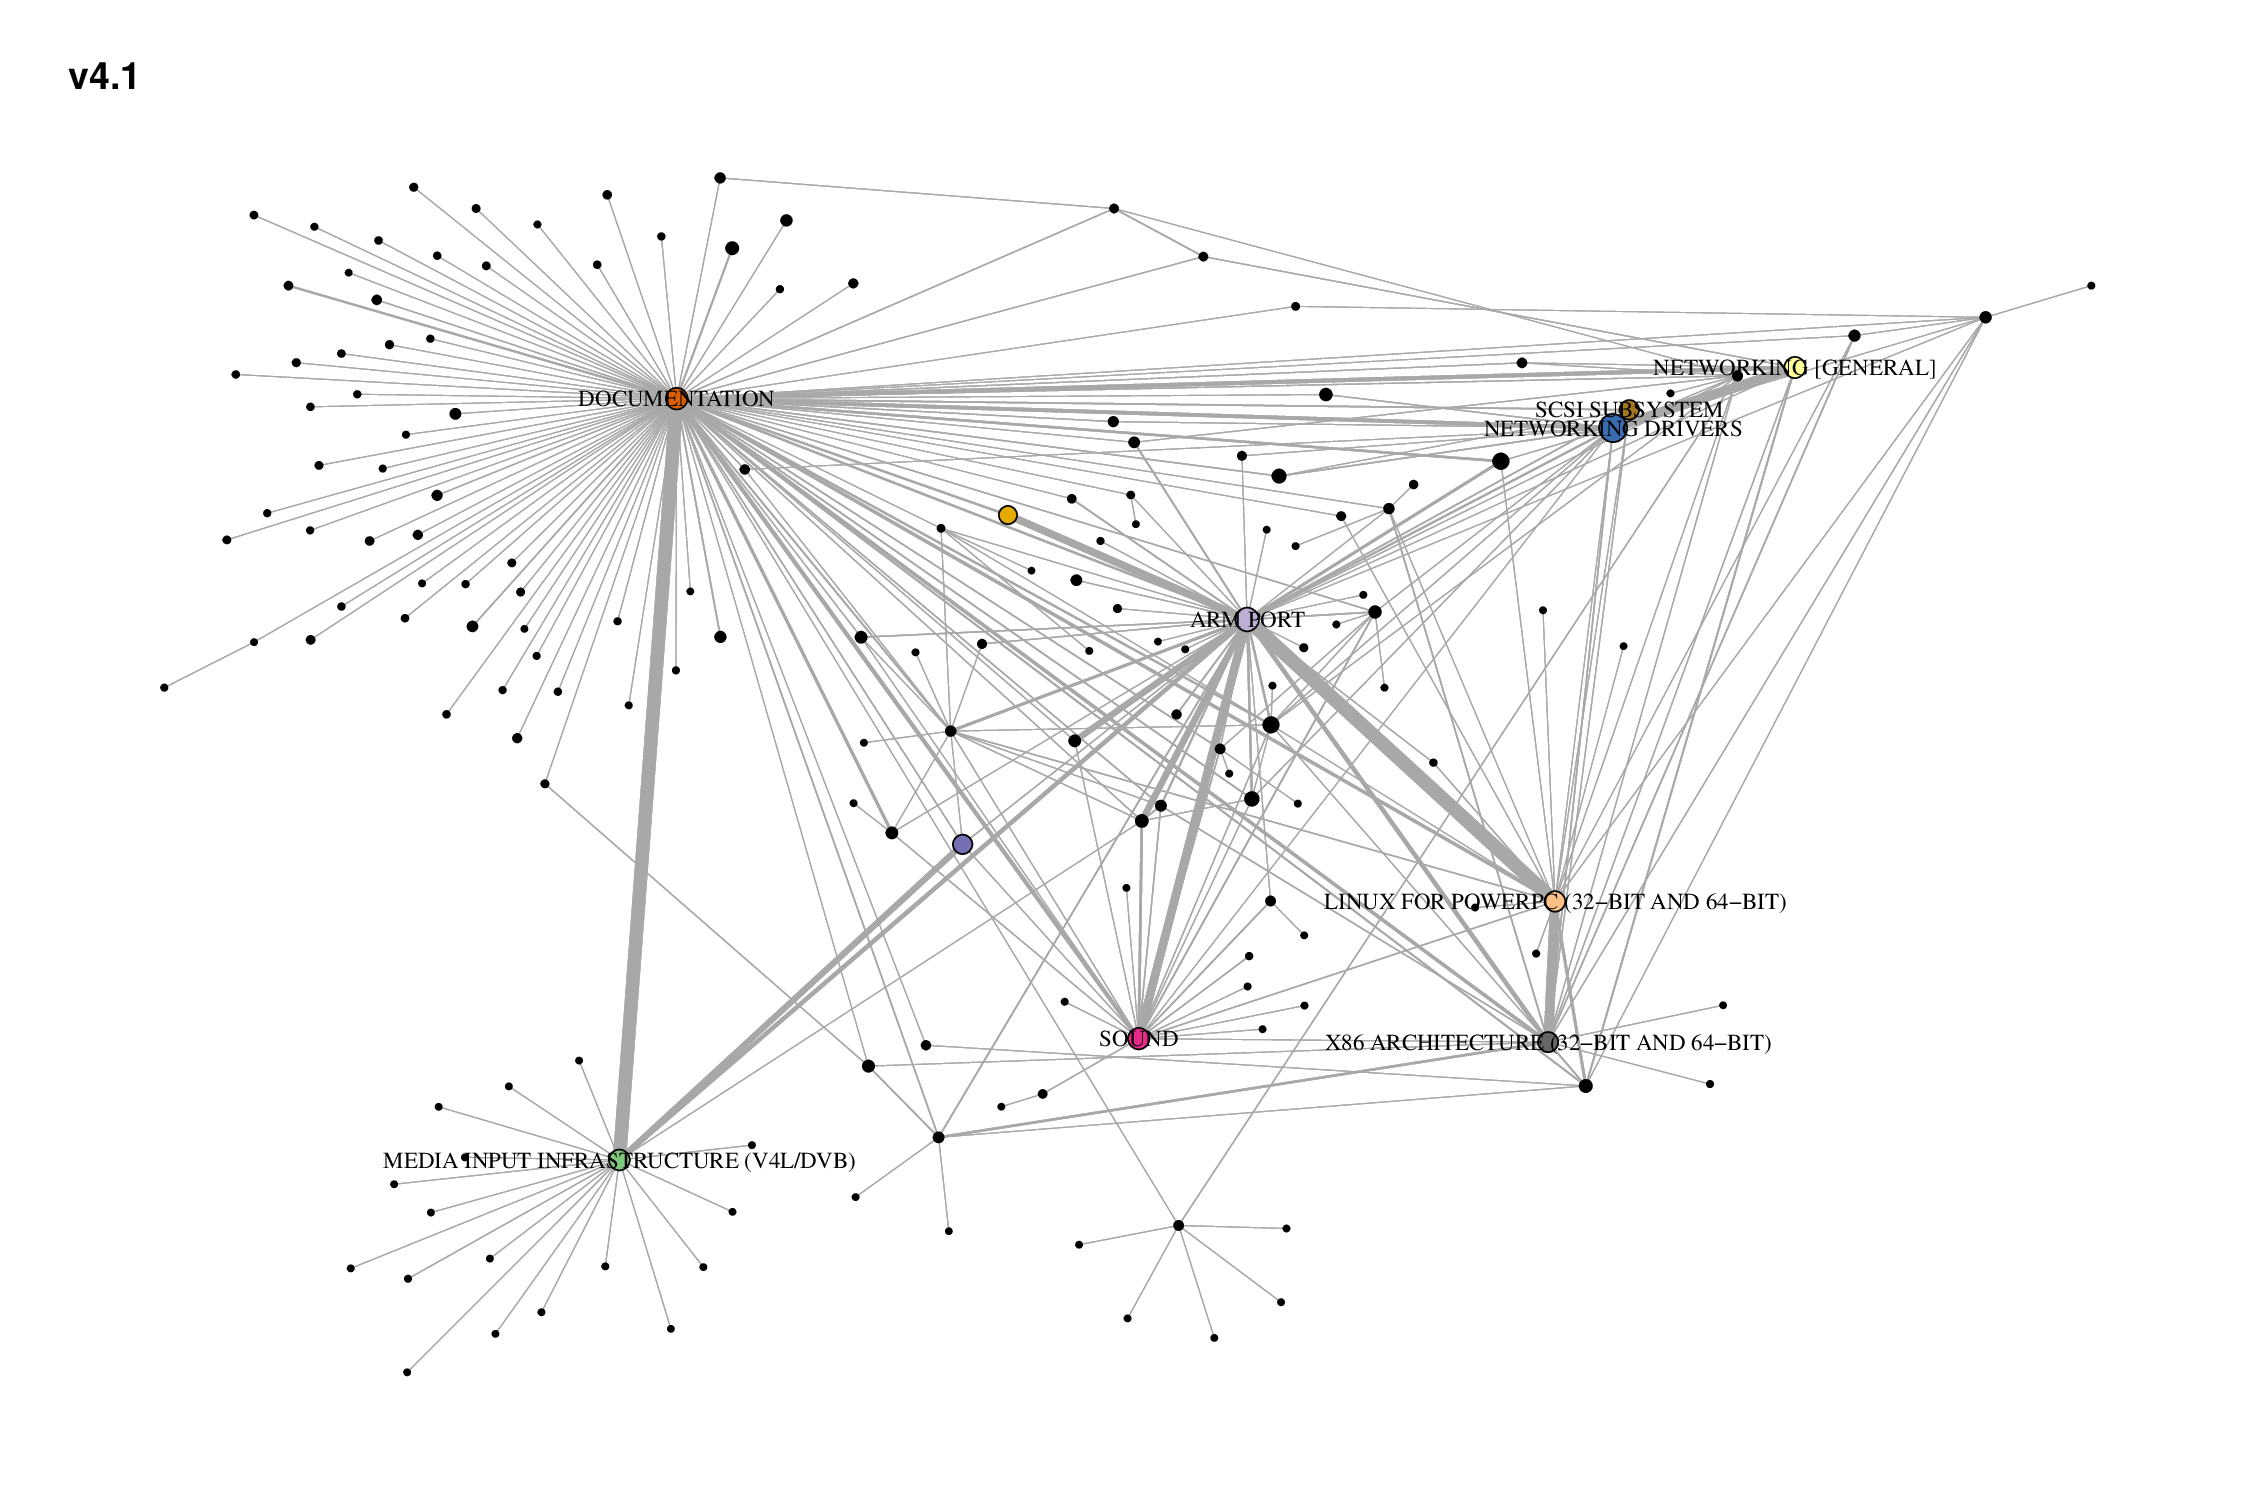 v4.1
NETWORKING [GENERAL]
DOCUMENTATION
SCSI SUBSYSTEM
NETWORKING DRIVERS
ARM PORT
LINUX FOR POWERPC (32−BIT AND 64−BIT)
SOUND
X86 ARCHITECTURE (32−BIT AND 64−BIT)
MEDIA INPUT INFRASTRUCTURE (V4L/DVB)